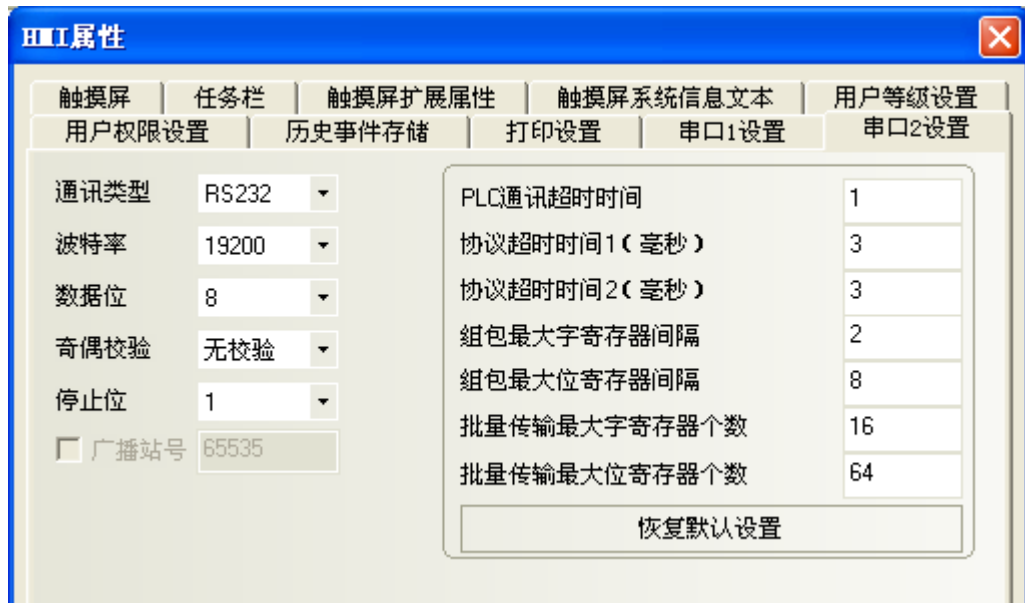 HMI属性
触摸屏 任务栏 触摸屏扩展属性 触摸屏系统信息文本 用户等级设置
用户权限设置 历史事件存储 打印设置 串口1设置 串口2设置
通讯类型 RS232
波特率 19200
数据位 8
奇偶校验 无校验
停止位 1
广播站号 65535
PLC通讯超时时间 1
协议超时时间1(毫秒) 3
协议超时时间2(毫秒) 3
组包最大字寄存器间隔 2
组包最大位寄存器间隔 8
批量传输最大字寄存器个数 16
批量传输最大位寄存器个数 64
恢复默认设置